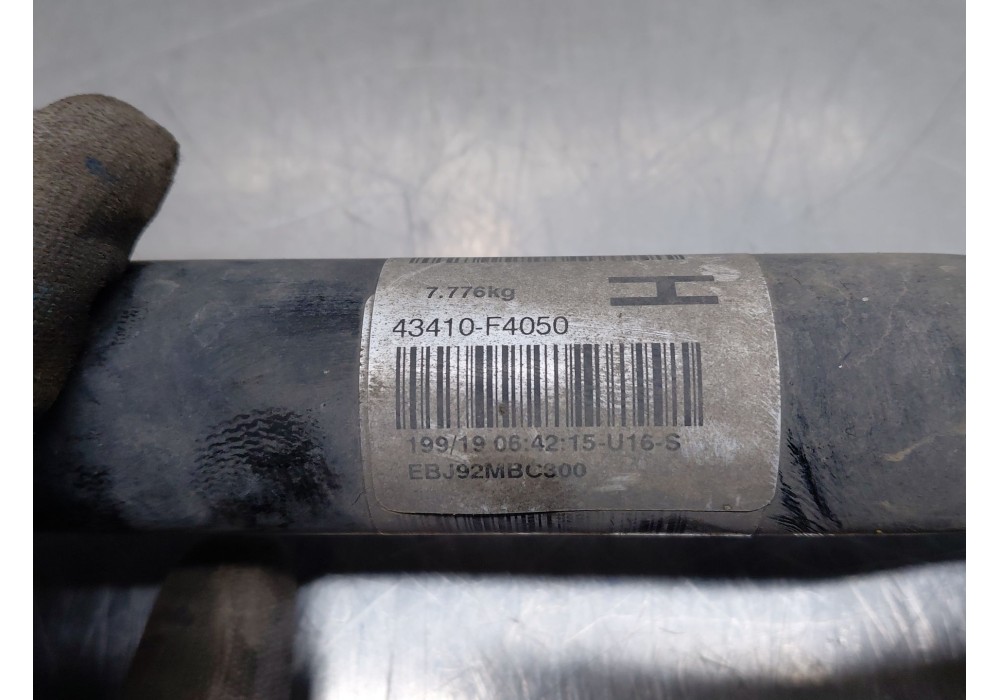 7.776kg
H
43410-F4050
199/19 06:42:15-U16-S
EBJ92MBC300